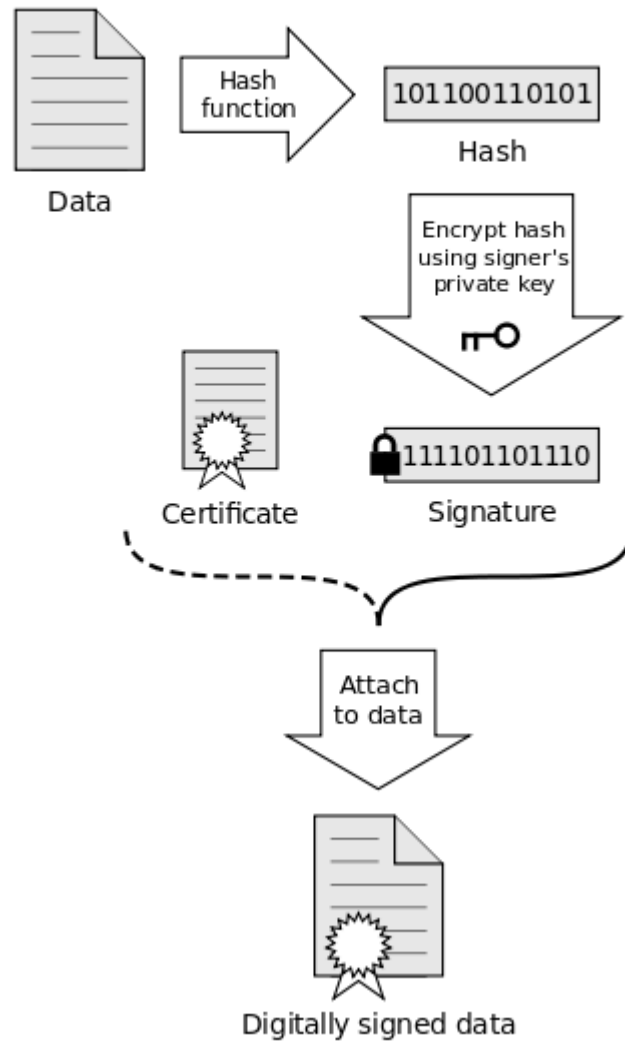 Hash
function
101100110101
Hash
Data
Encrypt hash
using signer's
private key
111101101110
Certificate
Signature
Attach
to data
Digitally signed data